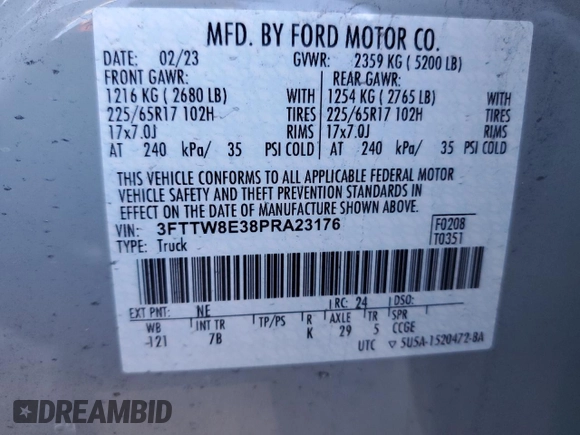 MFD. BY FORD MOTOR CO.
DATE: 02/23 GVWR: 2359 KG (5200 LB)
FRONT GAWR: REAR GAWR:
1216 KG (2680 LB) WITH 1254 KG (2765 LB) WITH
225/65R17 102H TIRES 225/65R17 102H TIRES
17x7.0J RIMS 17x7.0J RIMS
AT 240 kPa/ 35 PSI COLD AT 240 kPa/ 35 PSI COLD
THIS VEHICLE CONFORMS TO ALL APPLICABLE FEDERAL MOTOR
VEHICLE SAFETY AND THEFT PREVENTION STANDARDS IN
EFFECT ON THE DATE OF MANUFACTURE SHOWN ABOVE.
VIN: 3FTTW8E38PRA23176 F0208
TYPE: Truck T0351
EXT PNT: NE RC: 24 DSO:
WB INT TR TP/PS R AXLE TR SPR
-121 7B K 29 5 CCGE
UTC ▽ 5U5A-1520472-BA
DREAMBID